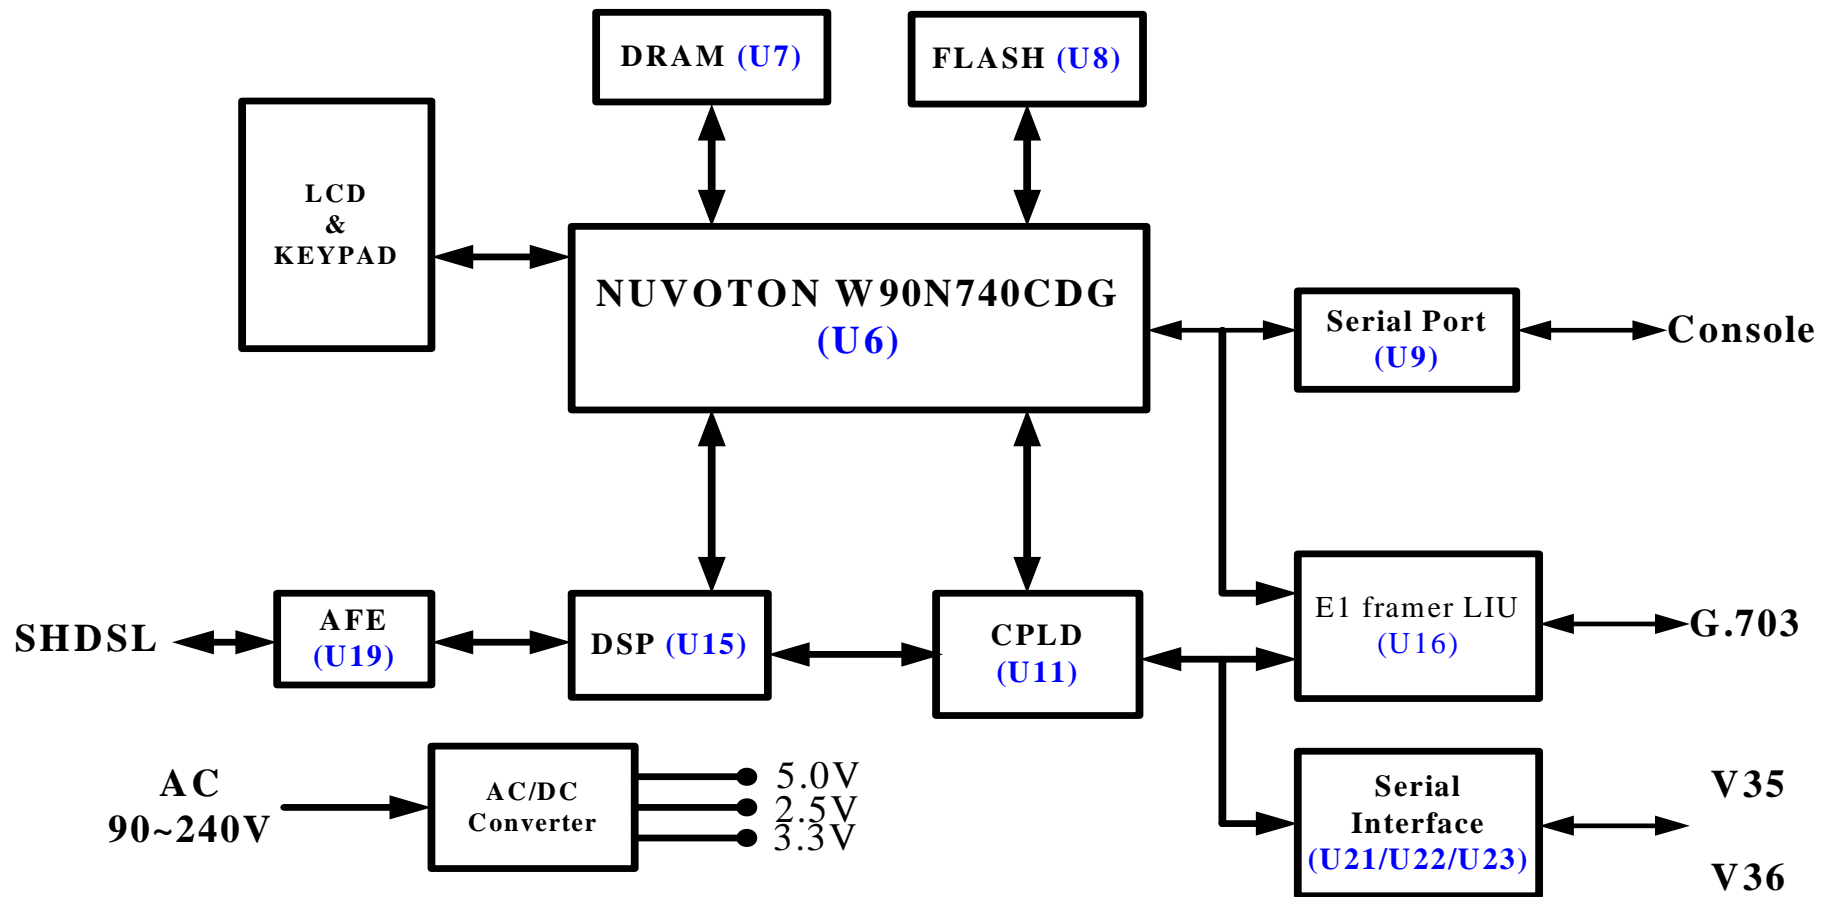 DRAM (U7)
FLASH (U8)
LCD
&
KEYPAD
NUVOTON W90N740CDG
(U6)
Serial Port
(U9)
Console
SHDSL
AFE
(U19)
DSP (U15)
CPLD
(U11)
E1 framer LIU
(U16)
G.703
AC
90~240V
AC/DC
Converter
5.0V
2.5V
3.3V
Serial
Interface
(U21/U22/U23)
V35
V36